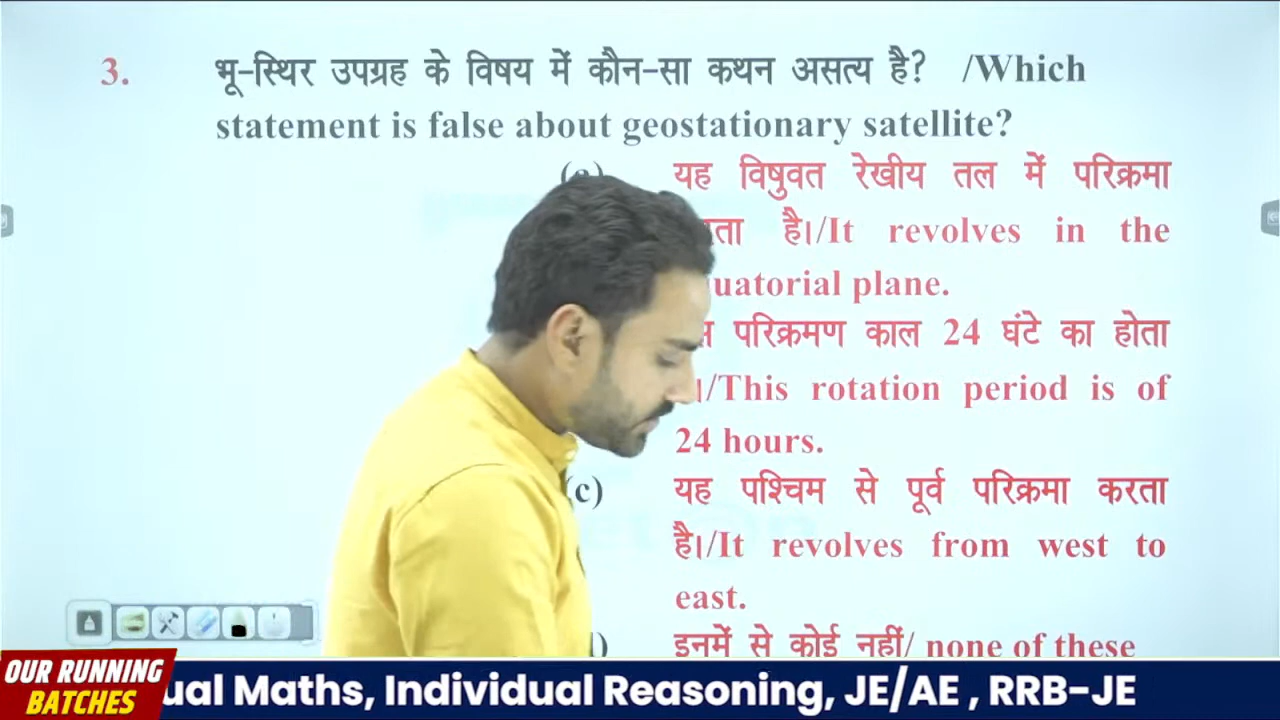 3. भू-स्थिर उपग्रह के विषय में कौन-सा कथन असत्य है? /Which
statement is false about geostationary satellite?
यह विषुवत रेखीय तल में परिक्रमा
है।/It revolves in the
plane.
परिक्रमण काल 24 घंटे का होता
/This rotation period is of
24 hours.
(c) यह पश्चिम से पूर्व परिक्रमा करता
है।/It revolves from west to
east.
इनमें से कोई नहीं/ none of these
OUR RUNNING
BATCHES
ual Maths, Individual Reasoning, JE/AE , RRB-JE